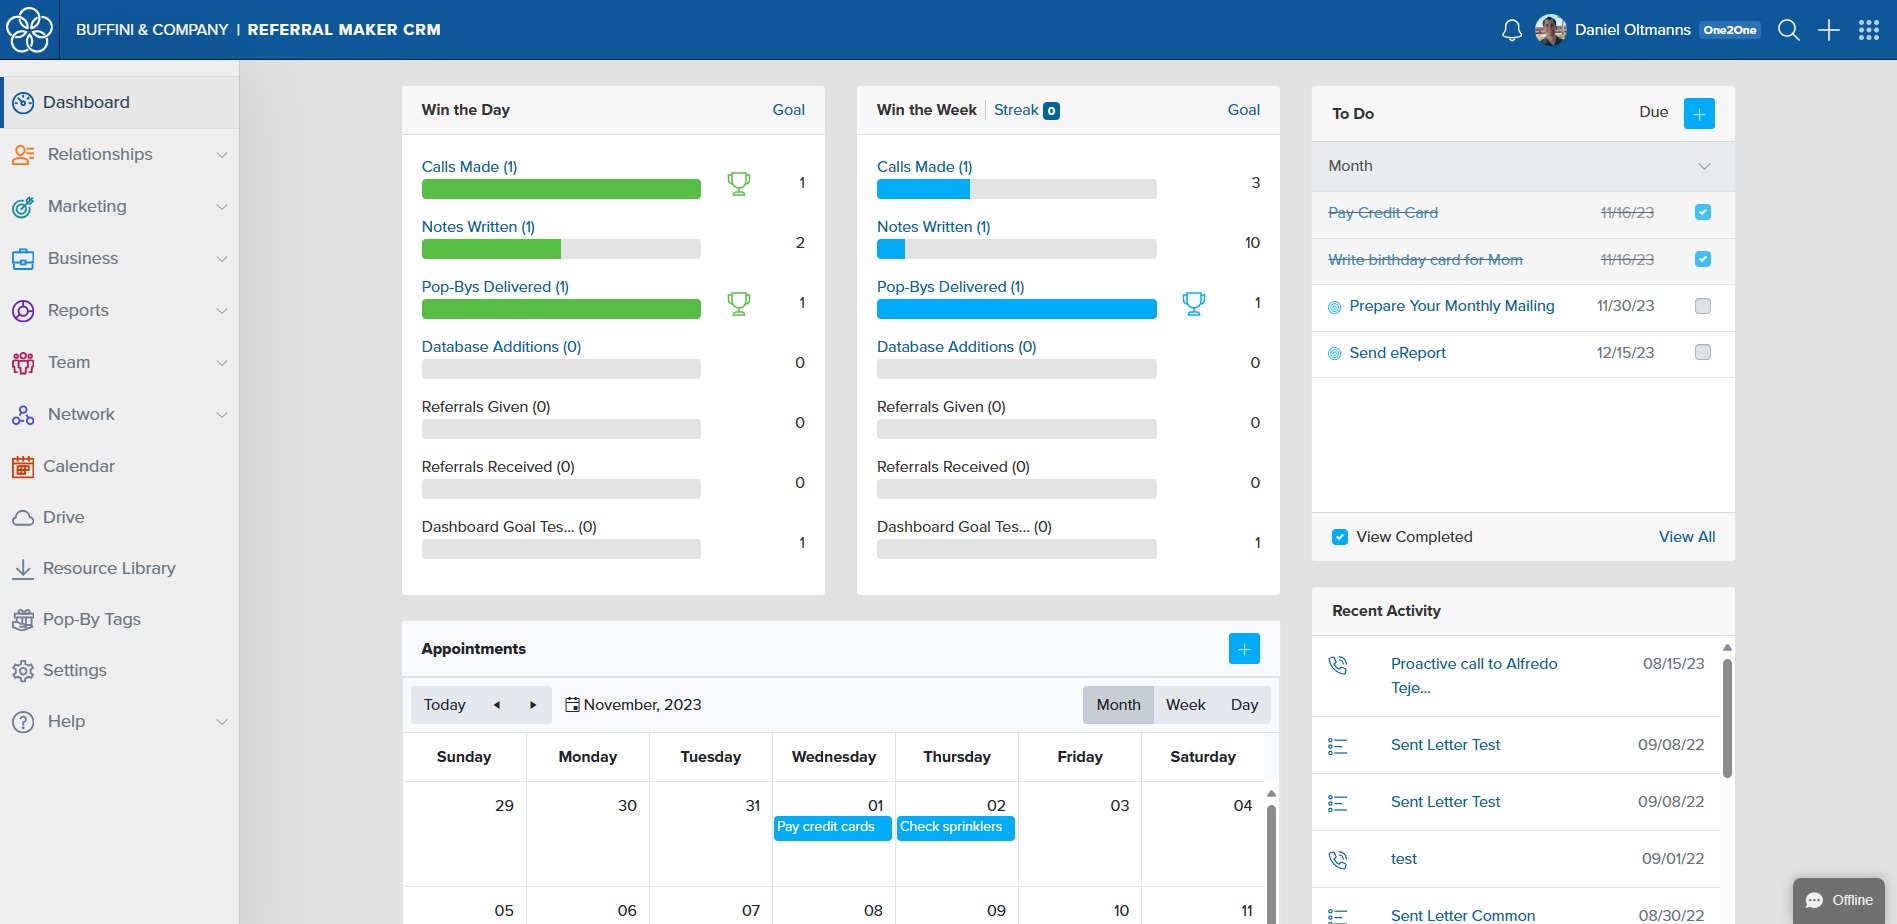 BUFFINI & COMPANY | REFERRAL MAKER CRM
Daniel Oltmanns One2One
Dashboard
Relationships
Marketing
Business
Reports
Team
Network
Calendar
Drive
Resource Library
Pop-By Tags
Settings
Help
Win the Day Goal
Calls Made (1)
1
Notes Written (1)
2
Pop-Bys Delivered (1)
1
Database Additions (0)
0
Referrals Given (0)
0
Referrals Received (0)
0
Dashboard Goal Tes... (0)
1
Win the Week Streak 0 Goal
Calls Made (1)
3
Notes Written (1)
10
Pop-Bys Delivered (1)
1
Database Additions (0)
0
Referrals Given (0)
0
Referrals Received (0)
0
Dashboard Goal Tes... (0)
1
To Do Due
Month
Pay Credit Card 11/16/23
Write birthday card for Mom 11/16/23
Prepare Your Monthly Mailing 11/30/23
Send eReport 12/15/23
View Completed View All
Appointments
Today November, 2023 Month Week Day
Sunday Monday Tuesday Wednesday Thursday Friday Saturday
29 30 31 01 02 03 04
Pay credit cards Check sprinklers
05 06 07 08 09 10 11
Recent Activity
Proactive call to Alfredo 08/15/23
Teje...
Sent Letter Test 09/08/22
Sent Letter Test 09/08/22
test 09/01/22
Sent Letter Common 08/30/22
Offline